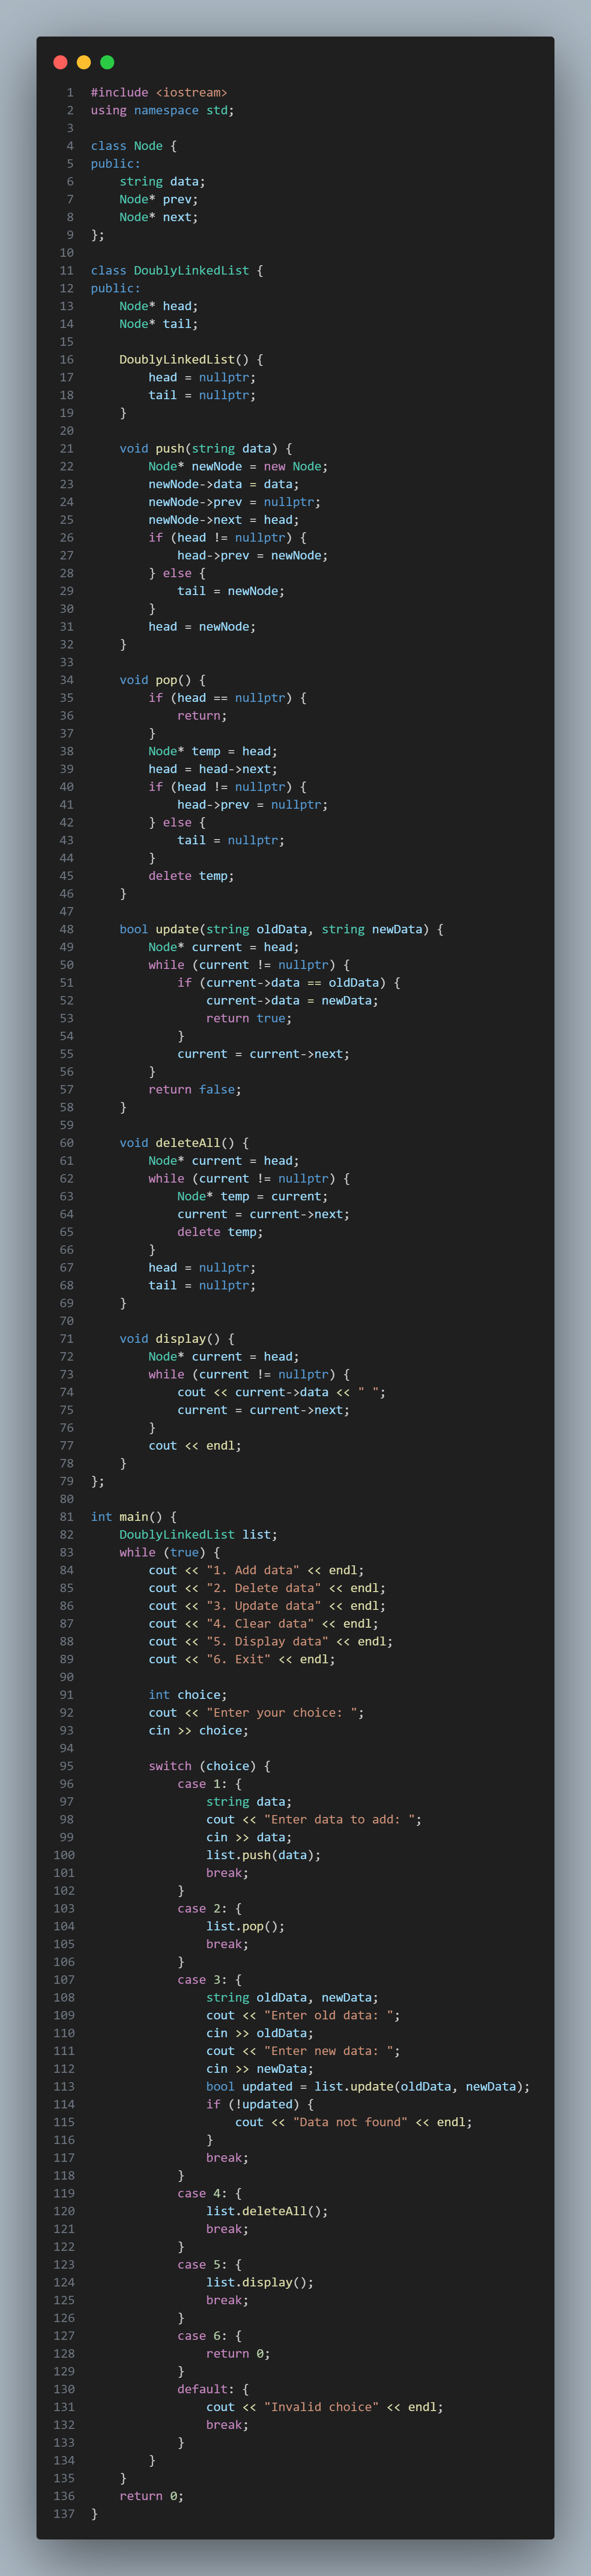 1 #include <iostream>
2 using namespace std;
3
4 class Node {
5 public:
6     string data;
7     Node* prev;
8     Node* next;
9 };
10
11 class DoublyLinkedList {
12 public:
13     Node* head;
14     Node* tail;
15
16     DoublyLinkedList() {
17         head = nullptr;
18         tail = nullptr;
19     }
20
21     void push(string data) {
22         Node* newNode = new Node;
23         newNode->data = data;
24         newNode->prev = nullptr;
25         newNode->next = head;
26         if (head != nullptr) {
27             head->prev = newNode;
28         } else {
29             tail = newNode;
30         }
31         head = newNode;
32     }
33
34     void pop() {
35         if (head == nullptr) {
36             return;
37         }
38         Node* temp = head;
39         head = head->next;
40         if (head != nullptr) {
41             head->prev = nullptr;
42         } else {
43             tail = nullptr;
44         }
45         delete temp;
46     }
47
48     bool update(string oldData, string newData) {
49         Node* current = head;
50         while (current != nullptr) {
51             if (current->data == oldData) {
52                 current->data = newData;
53                 return true;
54             }
55             current = current->next;
56         }
57         return false;
58     }
59
60     void deleteAll() {
61         Node* current = head;
62         while (current != nullptr) {
63             Node* temp = current;
64             current = current->next;
65             delete temp;
66         }
67         head = nullptr;
68         tail = nullptr;
69     }
70
71     void display() {
72         Node* current = head;
73         while (current != nullptr) {
74             cout << current->data << " ";
75             current = current->next;
76         }
77         cout << endl;
78     }
79 };
80
81 int main() {
82     DoublyLinkedList list;
83     while (true) {
84         cout << "1. Add data" << endl;
85         cout << "2. Delete data" << endl;
86         cout << "3. Update data" << endl;
87         cout << "4. Clear data" << endl;
88         cout << "5. Display data" << endl;
89         cout << "6. Exit" << endl;
90
91         int choice;
92         cout << "Enter your choice: ";
93         cin >> choice;
94
95         switch (choice) {
96             case 1: {
97                 string data;
98                 cout << "Enter data to add: ";
99                 cin >> data;
100                 list.push(data);
101                 break;
102             }
103             case 2: {
104                 list.pop();
105                 break;
106             }
107             case 3: {
108                 string oldData, newData;
109                 cout << "Enter old data: ";
110                 cin >> oldData;
111                 cout << "Enter new data: ";
112                 cin >> newData;
113                 bool updated = list.update(oldData, newData);
114                 if (!updated) {
115                     cout << "Data not found" << endl;
116                 }
117                 break;
118             }
119             case 4: {
120                 list.deleteAll();
121                 break;
122             }
123             case 5: {
124                 list.display();
125                 break;
126             }
127             case 6: {
128                 return 0;
129             }
130             default: {
131                 cout << "Invalid choice" << endl;
132                 break;
133             }
134         }
135     }
136     return 0;
137 }